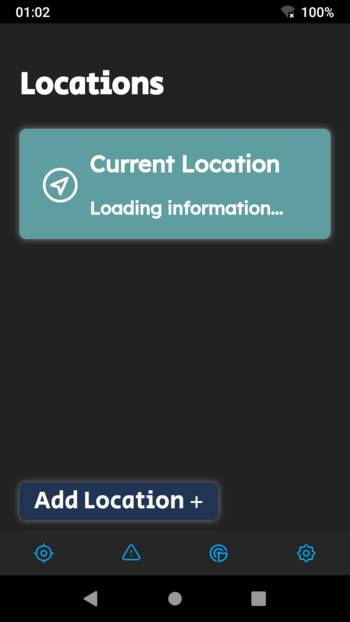 01:02
100%
Locations
Current Location
Loading information...
Add Location +